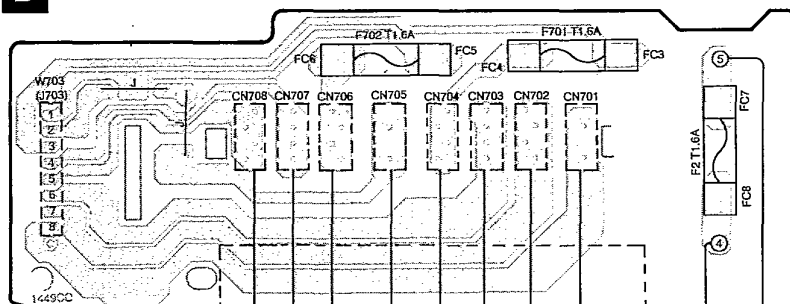 F702 T1,6A
F701 T1,6A
FC6
FC5
FC4
FC3
5
W703
(J703)
J
CN708
CN707
CN706
CN705
CN704
CN703
CN702
CN701
FC7
F2 T1,6A
FC8
1
2
3
4
5
6
7
8
4